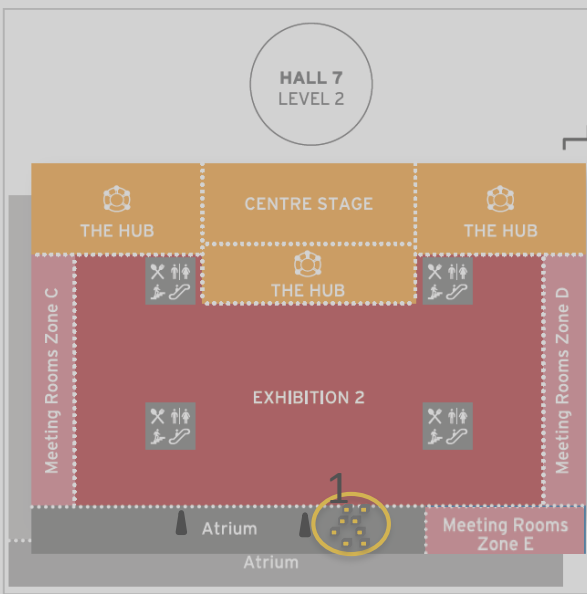 HALL 7
LEVEL 2
CENTRE STAGE
THE HUB
THE HUB
THE HUB
Meeting Rooms Zone C
Meeting Rooms Zone D
EXHIBITION 2
1
Atrium
Meeting Rooms
Zone E
Atrium